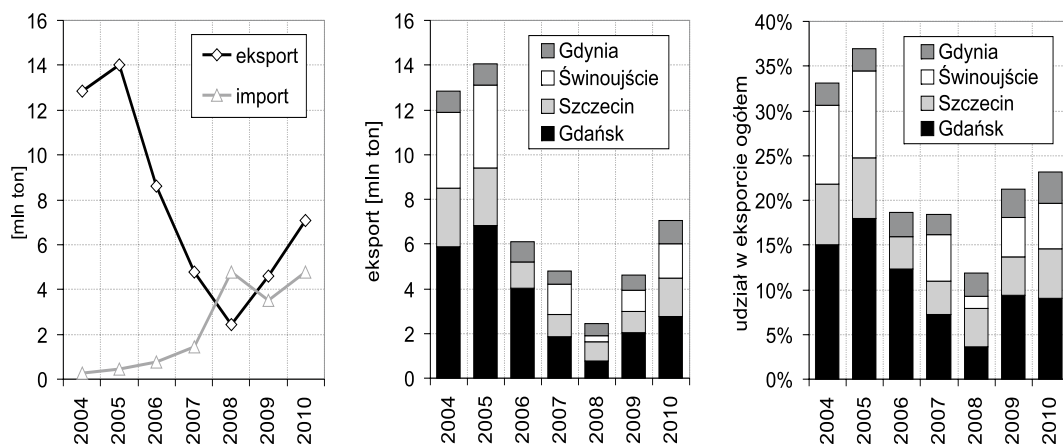 [mln ton]
16
14
12
10
8
6
4
2
0
eksport
import
2004 2005 2006 2007 2008 2009 2010
eksport [mln ton]
16
14
12
10
8
6
4
2
0
Gdynia
Świnoujście
Szczecin
Gdańsk
2004 2005 2006 2007 2008 2009 2010
udział w eksporcie ogółem
40%
35%
30%
25%
20%
15%
10%
5%
0%
Gdynia
Świnoujście
Szczecin
Gdańsk
2004 2005 2006 2007 2008 2009 2010